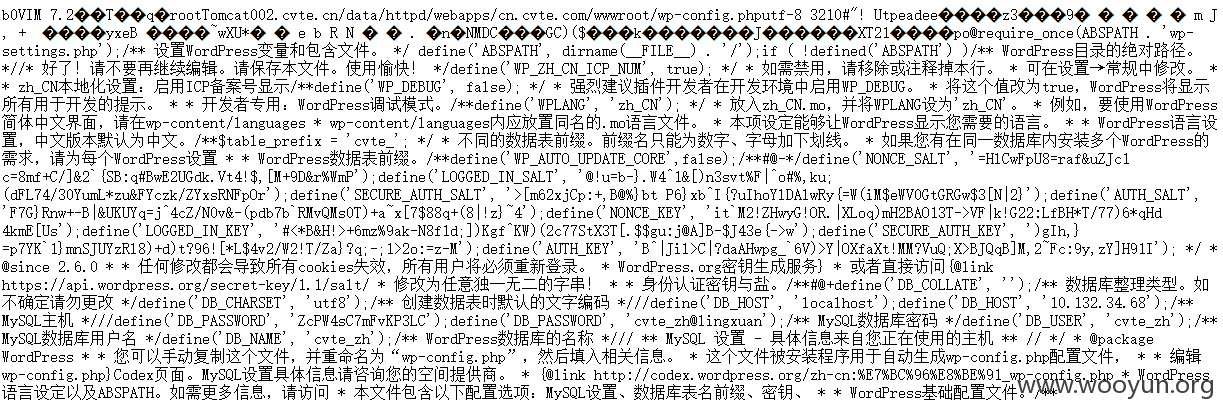 b0VIM 7.2��T��q�rootTomcat002.cvte.cn/data/httpd/webapps/cn.cvte.com/wwwroot/wp-config.phputf-8 3210#"! Utpeadee����z3���9� � � � � m J
, + ����yxeB ����~wXU*� � e b R N � � . �n�NMDC���GC)($���k�������J������XT21����po@require_once(ABSPATH . 'wp-
settings.php');/** 设置WordPress变量和包含文件。 */ define('ABSPATH', dirname(__FILE__) . '/');if ( !defined('ABSPATH') )/** WordPress目录的绝对路径。
*//* 好了！请不要再继续编辑。请保存本文件。使用愉快！ */define('WP_ZH_CN_ICP_NUM', true); */ * 如需禁用，请移除或注释掉本行。 * 可在设置→常规中修改。 *
* zh_CN本地化设置：启用ICP备案号显示/**define('WP_DEBUG', false); */ * 强烈建议插件开发者在开发环境中启用WP_DEBUG。 * 将这个值改为true，WordPress将显示
所有用于开发的提示。 * * 开发者专用：WordPress调试模式。/**define('WPLANG', 'zh_CN'); */ * 放入zh_CN.mo，并将WPLANG设为'zh_CN'。 * 例如，要使用WordPress
简体中文界面，请在wp-content/languages * wp-content/languages内应放置同名的.mo语言文件。 * 本项设定能够让WordPress显示您需要的语言。 * * WordPress语言设
置，中文版本默认为中文。/**$table_prefix = 'cvte_'; */ * 不同的数据表前缀。前缀名只能为数字、字母加下划线。 * 如果您有在同一数据库内安装多个WordPress的
需求，请为每个WordPress设置 * * WordPress数据表前缀。/**define('WP_AUTO_UPDATE_CORE',false);/**#@-*/define('NONCE_SALT', '=H1CwFpU8=raf&uZJc1
c=8mf+C/]&2`{SB:q#BwE2UGdk.Vt4!$,[M+9D&r%WmP');define('LOGGED_IN_SALT', '@!u=b-}.W4^1&[)n3svt%F|^o#%,ku;
(dFL74/30YumL*zu&FYczk/ZYxsRNFp0r');define('SECURE_AUTH_SALT', '>[m62xjCp:+,B@%}bt P6}xb^I{?uIhoY1DA1wRy{=W(iM$eWV0G+GRGw$3[N|2}');define('AUTH_SALT',
'F7G}Rnw+-B|&UKUYq=j^4cZ/N0v&-(pdb7b`RMvQMs0T)+a`x[7$88q+(8|!z}~4');define('NONCE_KEY', 'it`M2!ZHwyG!OR.|XLoq)mH2BA013T->VF|k!G22:LfBH*T/77)6*qHd
4kmE[Us');define('LOGGED_IN_KEY', '#<*B&H!>+6mz%9ak-N8f1d;])Kgf^KW)(2c77StX3T[.$$gu:j@A]B-$J43e{->w');define('SECURE_AUTH_KEY', ')gIh,}
=p7YK`1}mnSJUYzR18)+d)t?96![*L$4v2/W2!T/Za}?q;-;1>2o:=z-M');define('AUTH_KEY', 'B^|Ji1>C|?daAHwpg_`6V)>Y|OXfaXt!MM?VuQ;X>BJQqB]M,2~Fc:9y,zY]H91I'); */ *
@since 2.6.0 * * 任何修改都会导致所有cookies失效，所有用户将必须重新登录。 * WordPress.org密钥生成服务} * 或者直接访问{@link
https://api.wordpress.org/secret-key/1.1/salt/ * 修改为任意独一无二的字串！ * * 身份认证密钥与盐。/**#@+define('DB_COLLATE', '');/** 数据库整理类型。如
不确定请勿更改 */define('DB_CHARSET', 'utf8');/** 创建数据表时默认的文字编码 *///define('DB_HOST', 'localhost');define('DB_HOST', '10.132.34.68');/**
MySQL主机 *///define('DB_PASSWORD', 'ZcPW4sC7mPvKP3LC');define('DB_PASSWORD', 'cvte_zh@lingxuan');/** MySQL数据库密码 */define('DB_USER', 'cvte_zh');/**
MySQL数据库用户名 */define('DB_NAME', 'cvte_zh');/** WordPress数据库的名称 *// ** MySQL 设置 - 具体信息来自您正在使用的主机 ** // */ * @package
WordPress * * 您可以手动复制这个文件，并重命名为“wp-config.php”，然后填入相关信息。 * 这个文件被安装程序用于自动生成wp-config.php配置文件， * * 编辑
wp-config.php}Codex页面。MySQL设置具体信息请咨询您的空间提供商。 * {@link http://codex.wordpress.org/zh-cn:%E7%BC%96%E8%BE%91_wp-config.php * WordPress
语言设定以及ABSPATH。如需更多信息，请访问 * 本文件包含以下配置选项：MySQL设置、数据库表名前缀、密钥、 * * WordPress基础配置文件。/**
www.wooyun.org